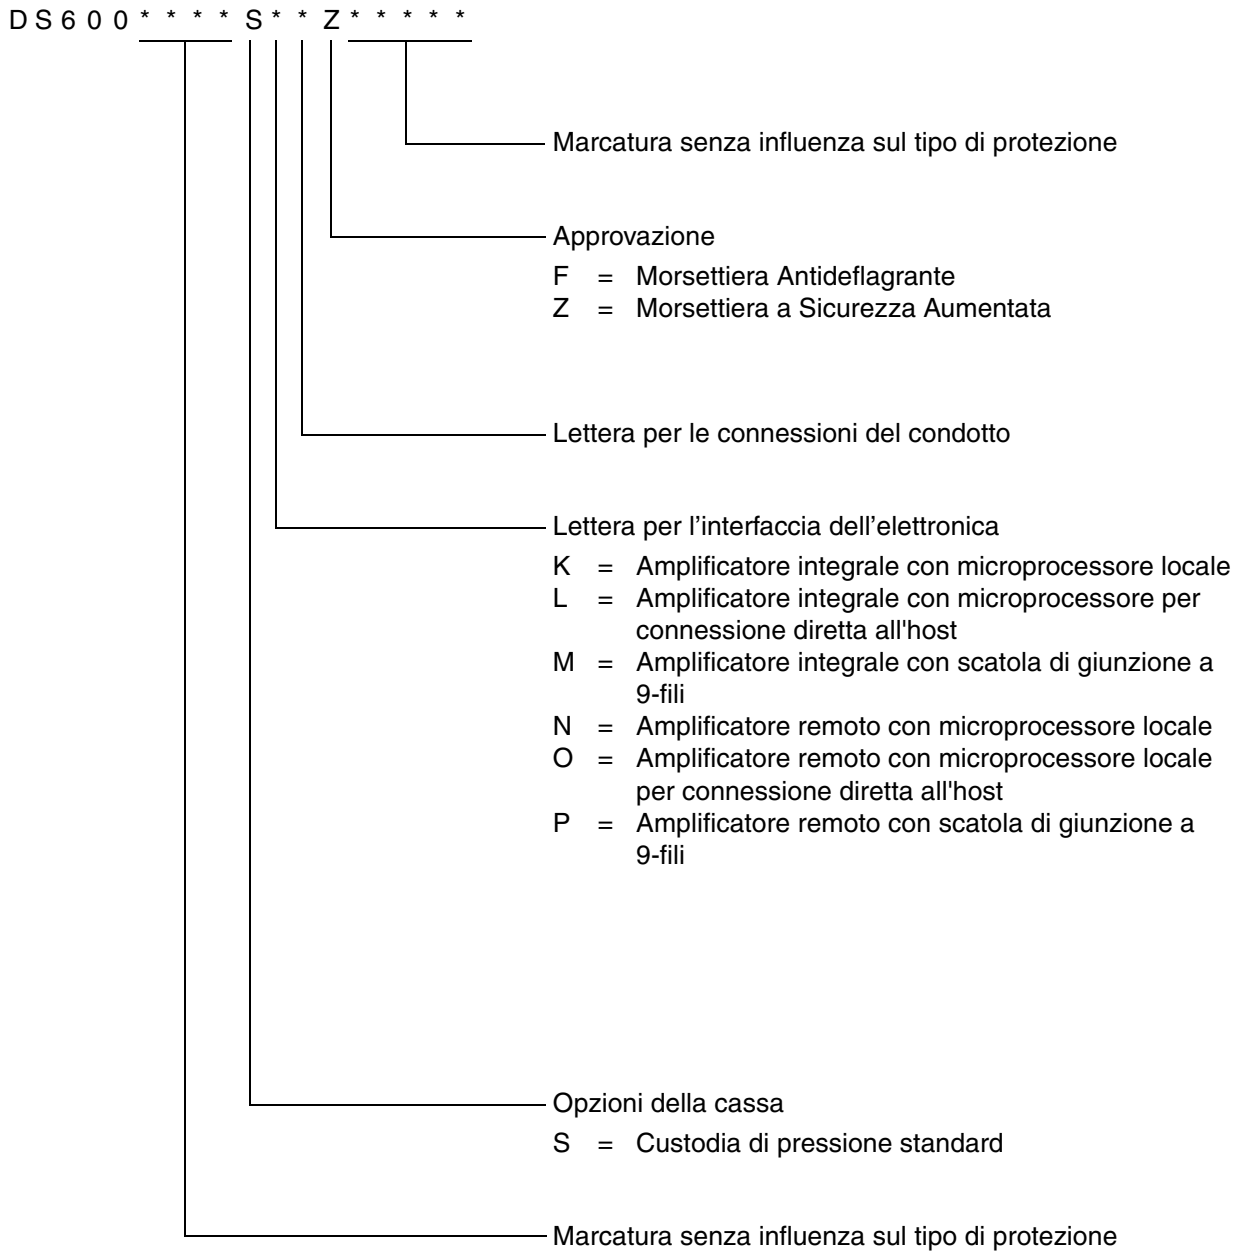 DS600****S**Z*****
Marcatura senza influenza sul tipo di protezione
Approvazione
F = Morsettiera Antideflagrante
Z = Morsettiera a Sicurezza Aumentata
Lettera per le connessioni del condotto
Lettera per l’interfaccia dell’elettronica
K = Amplificatore integrale con microprocessore locale
L = Amplificatore integrale con microprocessore per
connessione diretta all'host
M = Amplificatore integrale con scatola di giunzione a
9-fili
N = Amplificatore remoto con microprocessore locale
O = Amplificatore remoto con microprocessore locale
per connessione diretta all'host
P = Amplificatore remoto con scatola di giunzione a
9-fili
Opzioni della cassa
S = Custodia di pressione standard
Marcatura senza influenza sul tipo di protezione